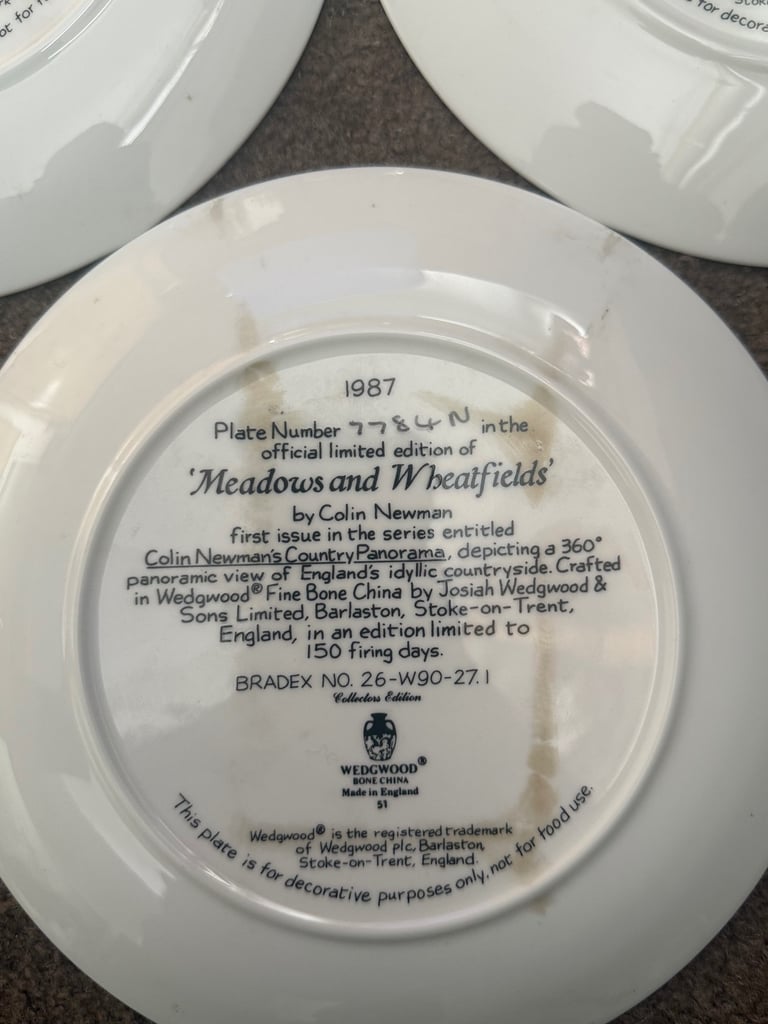 1987
Plate Number 7784N in the
official limited edition of
'Meadows and Wheatfields'
by Colin Newman
first issue in the series entitled
Colin Newman's Country Panorama, depicting a 360°
panoramic view of England's idyllic countryside. Crafted
in Wedgwood® Fine Bone China by Josiah Wedgwood &
Sons Limited, Barlaston, Stoke-on-Trent,
England, in an edition limited to
150 firing days.
BRADEX NO. 26-W90-27.1
Collectors Edition
WEDGWOOD®
BONE CHINA
Made in England
51
Wedgwood® is the registered trademark
of Wedgwood plc, Barlaston,
Stoke-on-Trent, England.
This plate is for decorative purposes only, not for food use.